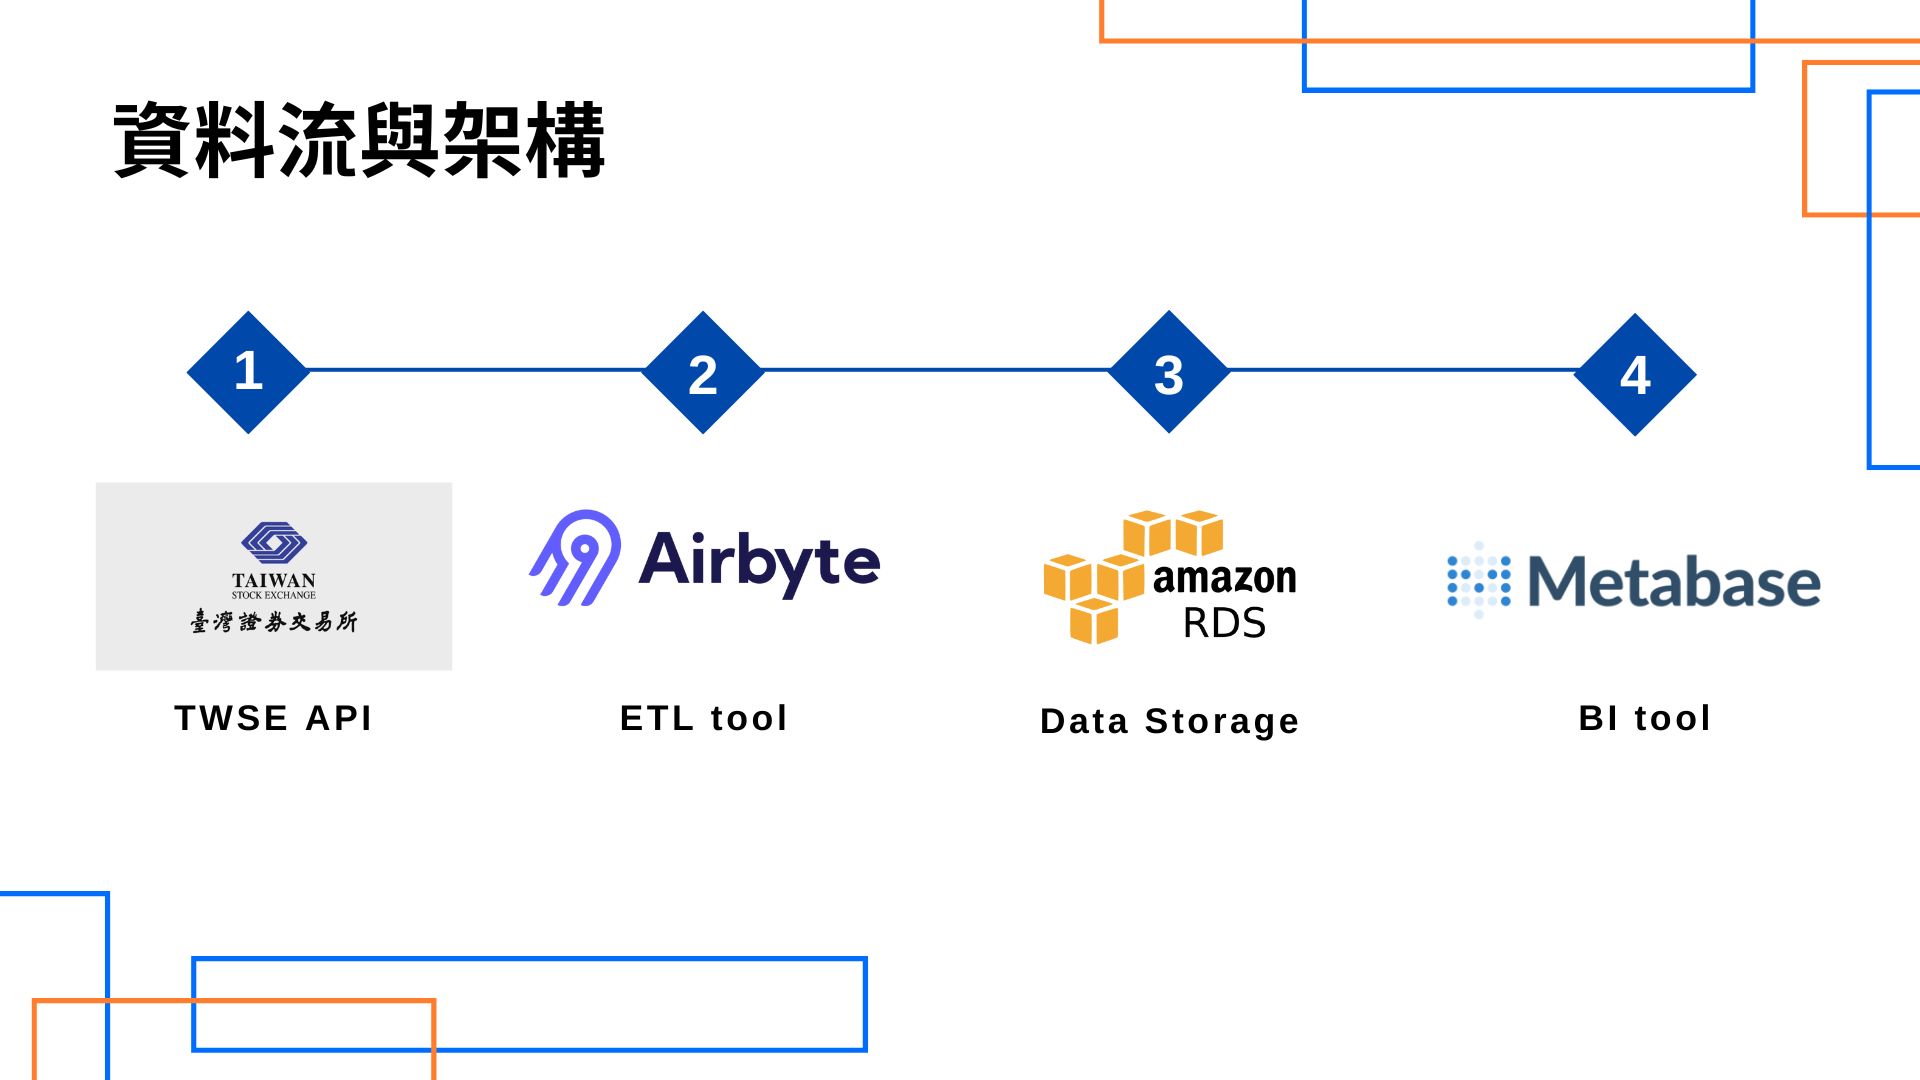 資料流與架構
1
2
3
4
TAIWAN
STOCK EXCHANGE
臺灣證券交易所
Airbyte
amazon
RDS
Metabase
TWSE API
ETL tool
Data Storage
BI tool